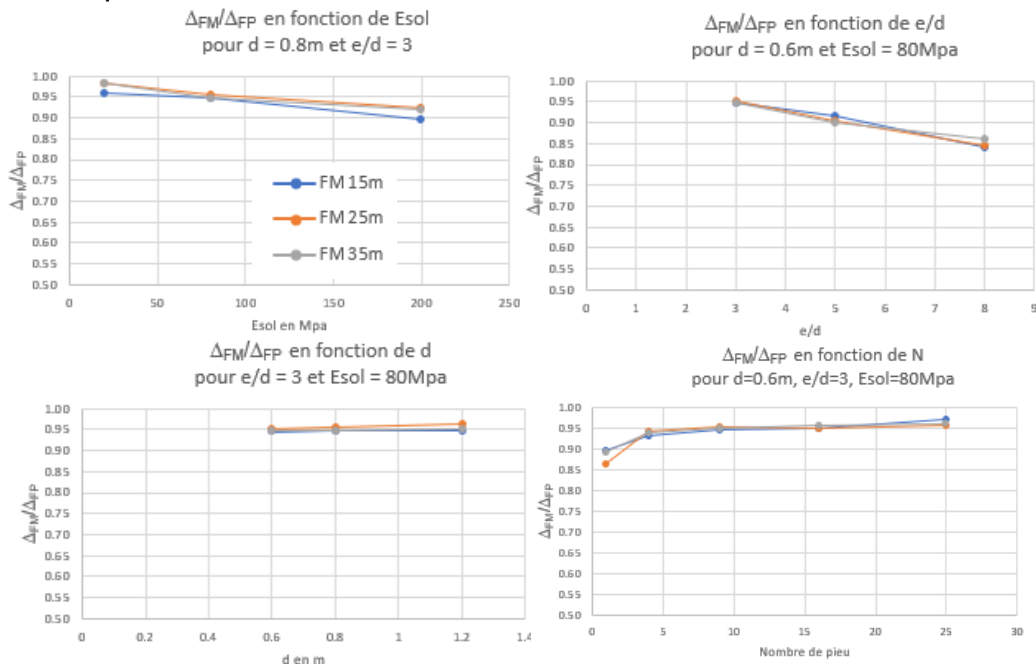 ΔFM/ΔFP en fonction de Esol
pour d = 0.8m et e/d = 3
ΔFM/ΔFP
1.00
0.95
0.90
0.85
0.80
0.75
0.70
0.65
0.60
0.55
0.50
FM 15m
FM 25m
FM 35m
0 50 100 150 200 250
Esol en Mpa
ΔFM/ΔFP en fonction de e/d
pour d = 0.6m et Esol = 80Mpa
ΔFM/ΔFP
1.00
0.95
0.90
0.85
0.80
0.75
0.70
0.65
0.60
0.55
0.50
0 1 2 3 4 5 6 7 8 9
e/d
ΔFM/ΔFP en fonction de d
pour e/d = 3 et Esol = 80Mpa
ΔFM/ΔFP
1.00
0.95
0.90
0.85
0.80
0.75
0.70
0.65
0.60
0.55
0.50
0 0.2 0.4 0.6 0.8 1 1.2 1.4
d en m
ΔFM/ΔFP en fonction de N
pour d=0.6m, e/d=3, Esol=80Mpa
ΔFM/ΔFP
1.00
0.95
0.90
0.85
0.80
0.75
0.70
0.65
0.60
0.55
0.50
0 5 10 15 20 25 30
Nombre de pieu